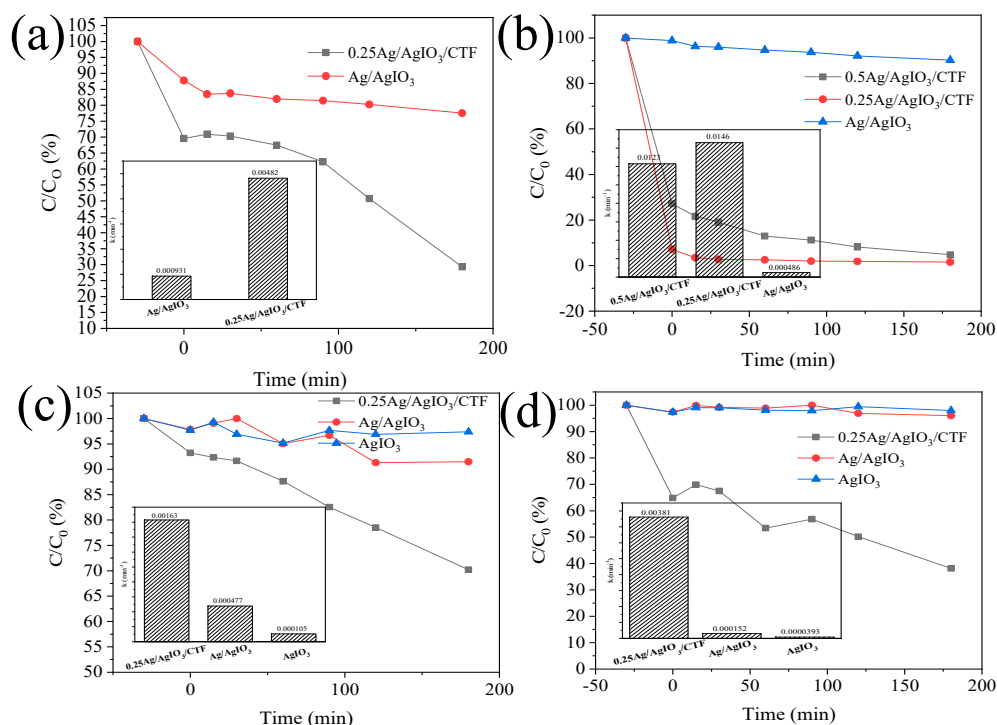 (a)
105
100
95
90
85
80
75
70
65
60
55
50
45
40
35
30
25
20
15
10
C/C₀ (%)
0.25Ag/AgIO₃/CTF
Ag/AgIO₃
k (min⁻¹)
0.000931
0.00482
Ag/AgIO₃
0.25Ag/AgIO₃/CTF
0
100
200
Time (min)
(b)
100
80
60
40
20
0
-20
C/C₀ (%)
0.5Ag/AgIO₃/CTF
0.25Ag/AgIO₃/CTF
Ag/AgIO₃
k (min⁻¹)
0.0123
0.0146
0.000486
0.5Ag/AgIO₃/CTF
0.25Ag/AgIO₃/CTF
Ag/AgIO₃
-50
0
50
100
150
200
Time (min)
(c)
105
100
95
90
85
80
75
70
65
60
55
50
C/C₀ (%)
0.25Ag/AgIO₃/CTF
Ag/AgIO₃
AgIO₃
k (min⁻¹)
0.00163
0.000477
0.000105
0.25Ag/AgIO₃/CTF
Ag/AgIO₃
AgIO₃
0
100
200
Time (min)
(d)
100
90
80
70
60
50
40
30
20
10
0
C/C₀ (%)
0.25Ag/AgIO₃/CTF
Ag/AgIO₃
AgIO₃
k (min⁻¹)
0.00381
0.000152
0.0000393
0.25Ag/AgIO₃/CTF
Ag/AgIO₃
AgIO₃
-50
0
50
100
150
200
Time (min)